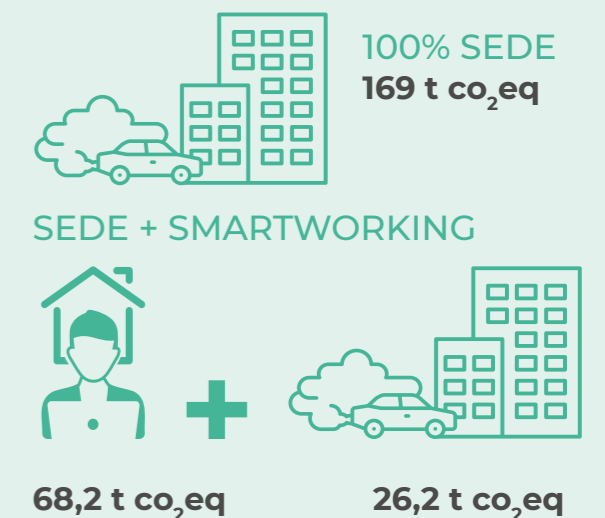 100% SEDE
169 t co₂eq
SEDE + SMARTWORKING
68,2 t co₂eq
26,2 t co₂eq